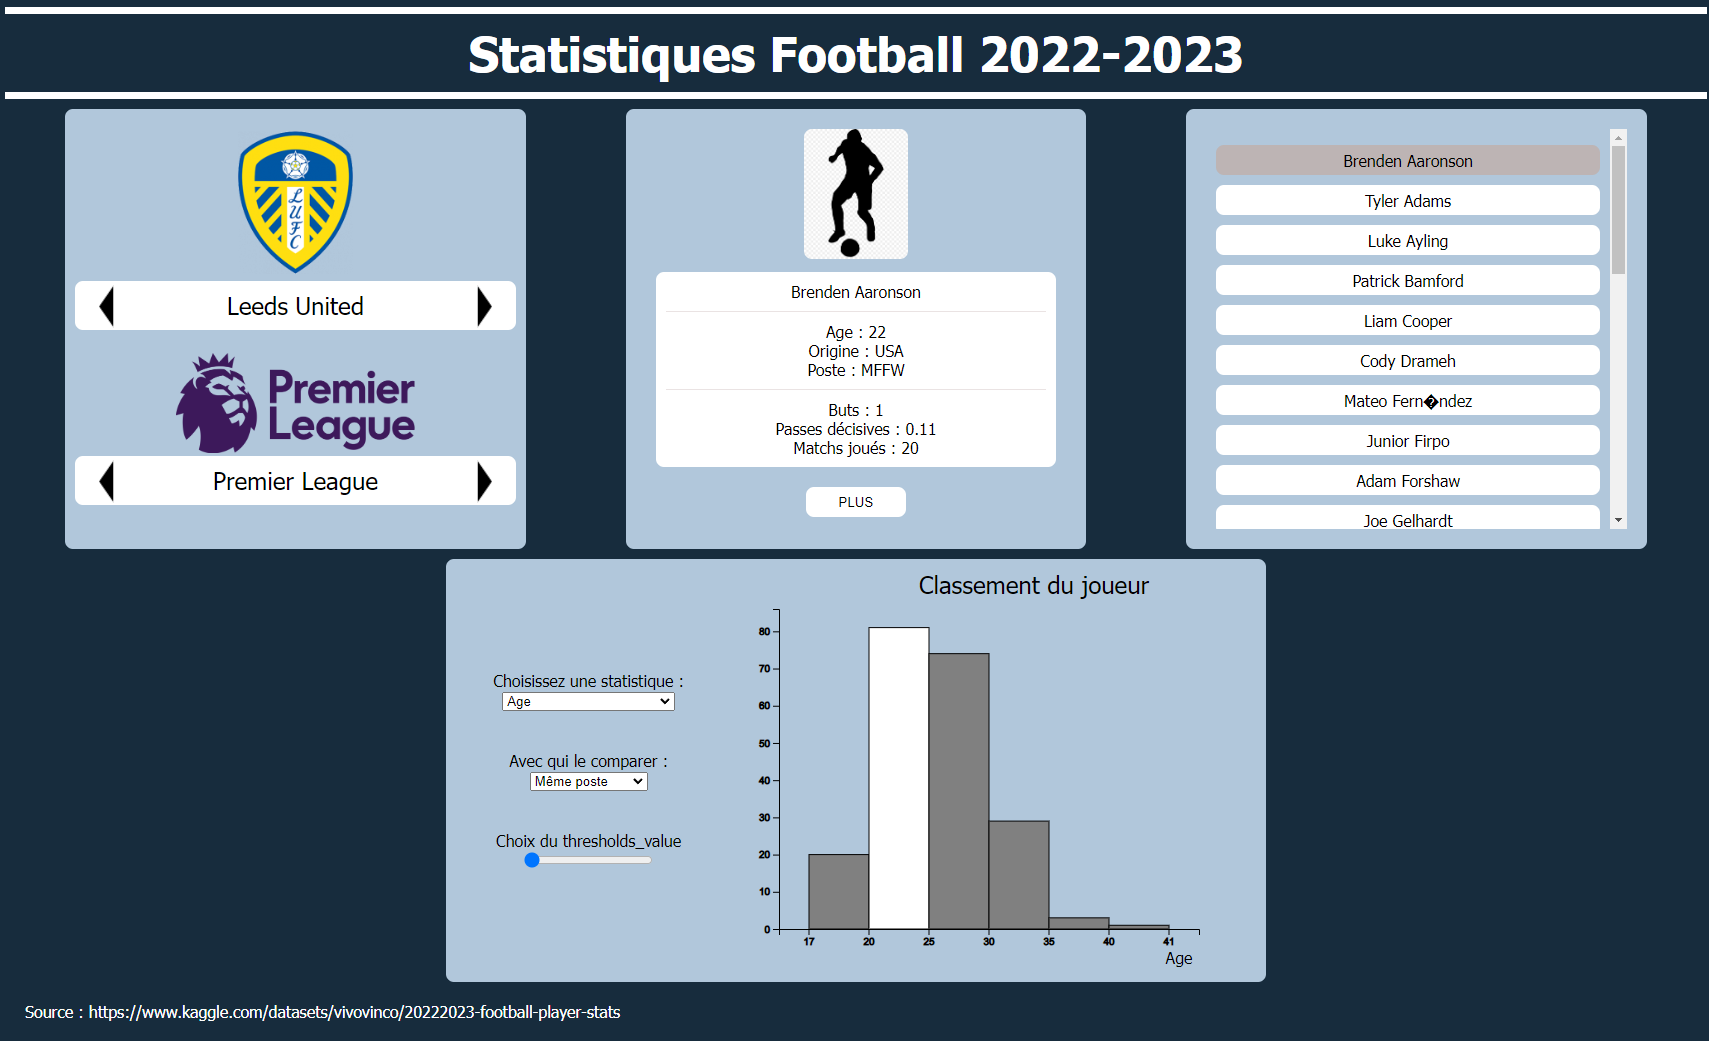 Statistiques Football 2022-2023
LUFC
Leeds United
Premier
League
Premier League
Brenden Aaronson
Age : 22
Origine : USA
Poste : MFFW
Buts : 1
Passes décisives : 0.11
Matchs joués : 20
PLUS
Brenden Aaronson
Tyler Adams
Luke Ayling
Patrick Bamford
Liam Cooper
Cody Drameh
Mateo Fern�ndez
Junior Firpo
Adam Forshaw
Joe Gelhardt
Choisissez une statistique :
Age
Avec qui le comparer :
Même poste
Choix du thresholds_value
Classement du joueur
80
70
60
50
40
30
20
10
0
17 20 25 30 35 40 41
Age
Source : https://www.kaggle.com/datasets/vivovinco/20222023-football-player-stats